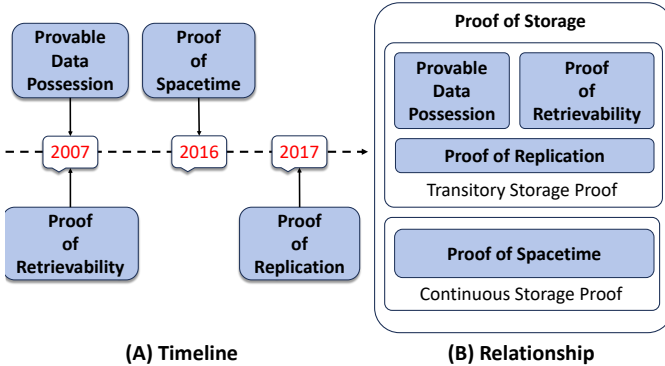 Provable
Data
Possession
Proof
of
Spacetime
2007
2016
2017
Proof
of
Retrievability
Proof
of
Replication
(A) Timeline
Proof of Storage
Provable
Data
Possession
Proof
of
Retrievability
Proof of Replication
Transitory Storage Proof
Proof of Spacetime
Continuous Storage Proof
(B) Relationship